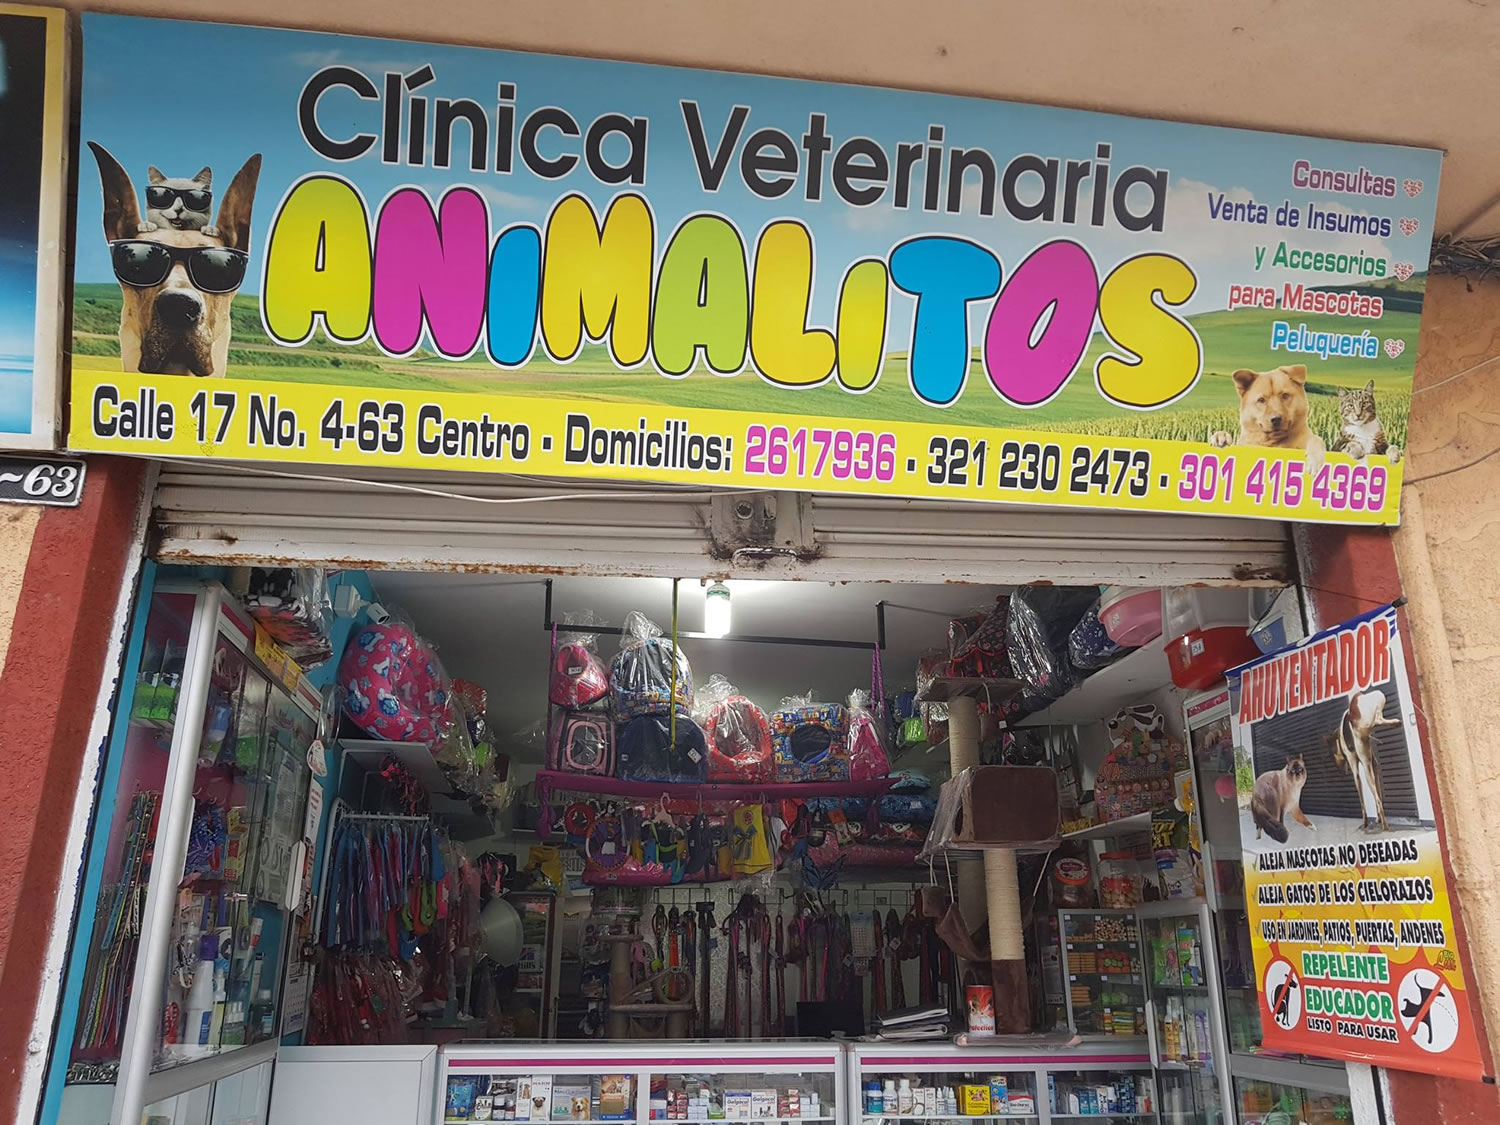 Clínica Veterinaria
ANiMALiTOS
Consultas
Venta de Insumos
y Accesorios
para Mascotas
Peluquería
Calle 17 No. 4-63 Centro - Domicilios: 2617936 - 321 230 2473 - 301 415 4369
~63
AHUYENTADOR
ALEJA MASCOTAS NO DESEADAS
ALEJA GATOS DE LOS CIELORAZOS
USO EN JARDINES, PATIOS, PUERTAS, ANDENES
REPELENTE
EDUCADOR
LISTO PARA USAR
Hill's